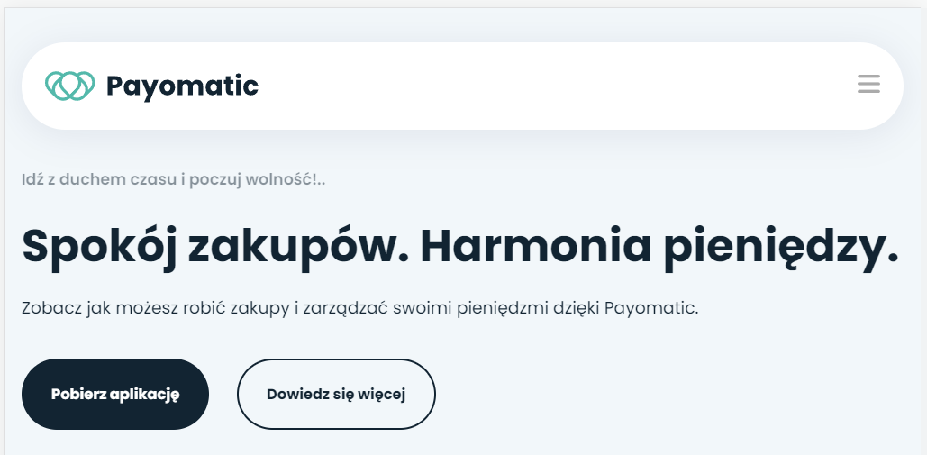 Payomatic
Idź z duchem czasu i poczuj wolność!..
Spokój zakupów. Harmonia pieniędzy.
Zobacz jak możesz robić zakupy i zarządzać swoimi pieniędzmi dzięki Payomatic.
Pobierz aplikację
Dowiedz się więcej